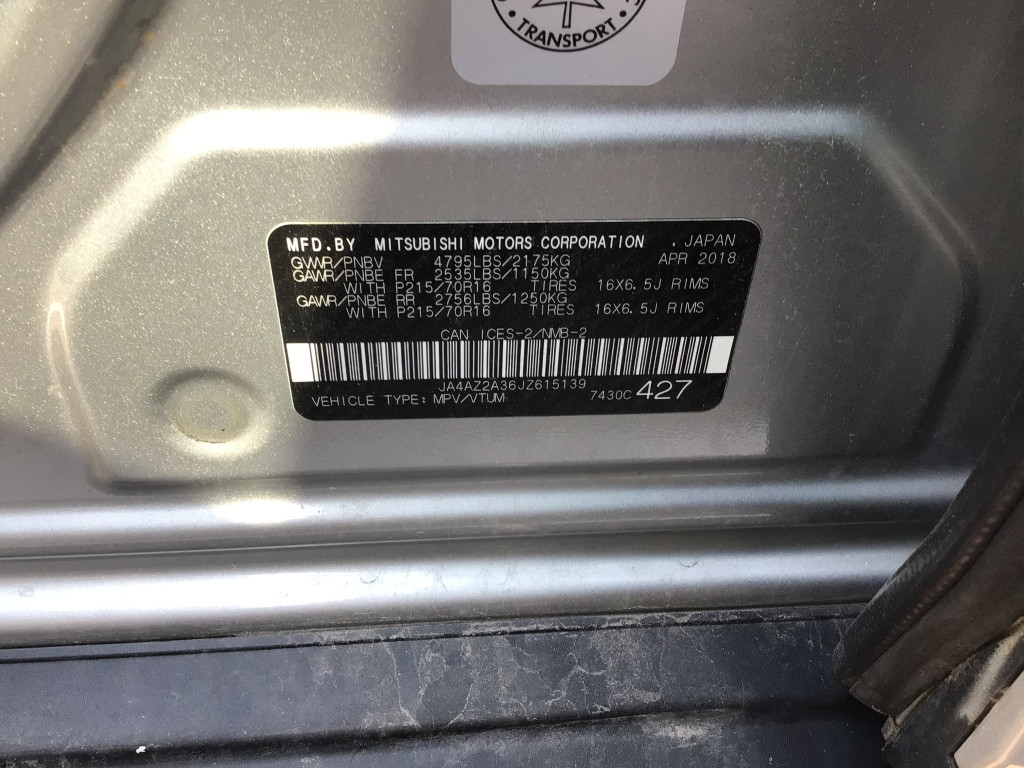 TRANSPORT
MFD.BY MITSUBISHI MOTORS CORPORATION . JAPAN
GVWR/PNBV 4795LBS/2175KG APR 2018
GAWR/PNBE FR 2535LBS/1150KG
WITH P215/70R16 TIRES 16X6.5J RIMS
GAWR/PNBE RR 2756LBS/1250KG
WITH P215/70R16 TIRES 16X6.5J RIMS
CAN ICES-2/NMB-2
JA4AZ2A36JZ615139
VEHICLE TYPE: MPV/VTUM 7430C 427